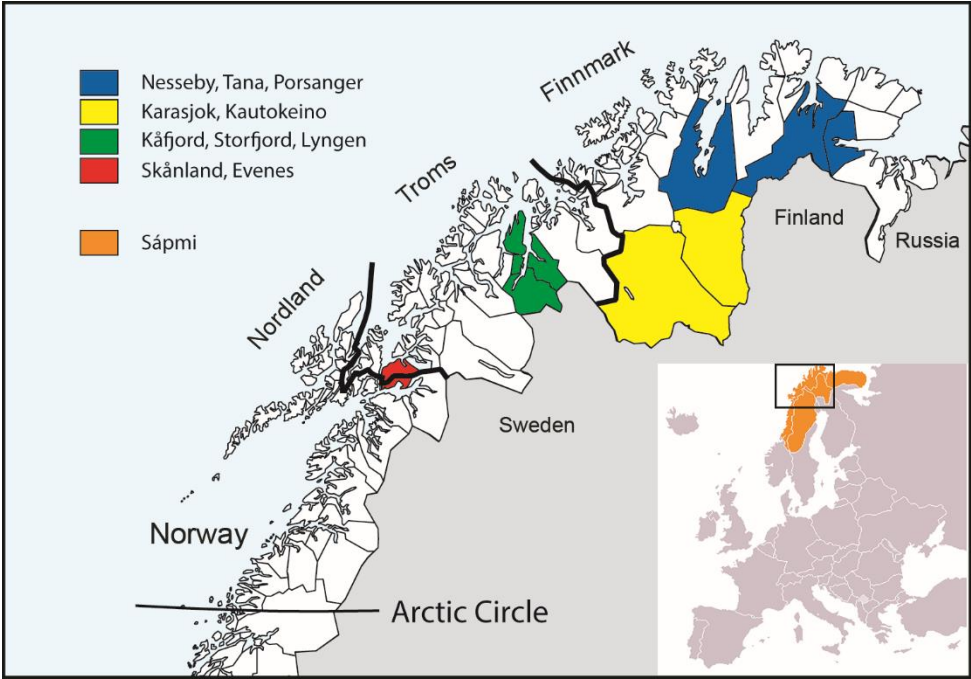 Nesseby, Tana, Porsanger
Karasjok, Kautokeino
Kåfjord, Storfjord, Lyngen
Skånland, Evenes
Sápmi
Finnmark
Troms
Nordland
Finland
Russia
Sweden
Norway
Arctic Circle